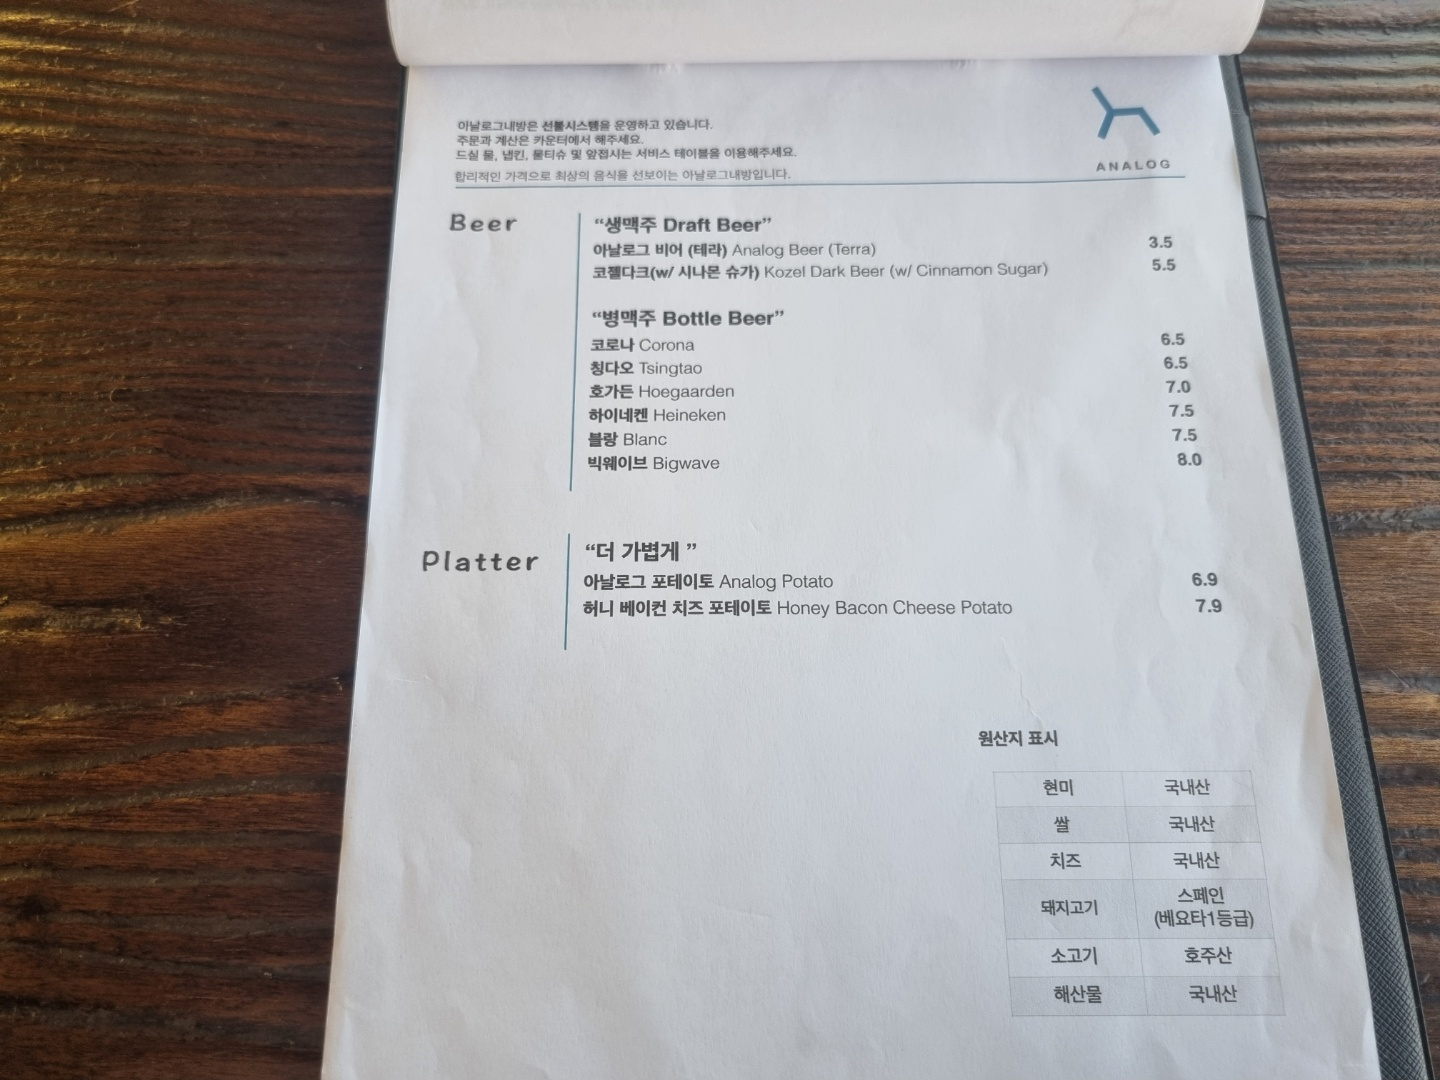 아날로그내방은 선불시스템을 운영하고 있습니다.
주문과 계산은 카운터에서 해주세요.
드실 물, 냅킨, 물티슈 및 앞접시는 서비스 테이블을 이용해주세요.
합리적인 가격으로 최상의 음식을 선보이는 아날로그내방입니다.
ANALOG
Beer
“생맥주 Draft Beer”
아날로그 비어 (테라) Analog Beer (Terra) 3.5
코젤다크(w/ 시나몬 슈가) Kozel Dark Beer (w/ Cinnamon Sugar) 5.5
“병맥주 Bottle Beer”
코로나 Corona 6.5
칭다오 Tsingtao 6.5
호가든 Hoegaarden 7.0
하이네켄 Heineken 7.5
블랑 Blanc 7.5
빅웨이브 Bigwave 8.0
Platter
“더 가볍게 ”
아날로그 포테이토 Analog Potato 6.9
허니 베이컨 치즈 포테이토 Honey Bacon Cheese Potato 7.9
원산지 표시
현미 국내산
쌀 국내산
치즈 국내산
돼지고기 스페인
(베요타1등급)
소고기 호주산
해산물 국내산